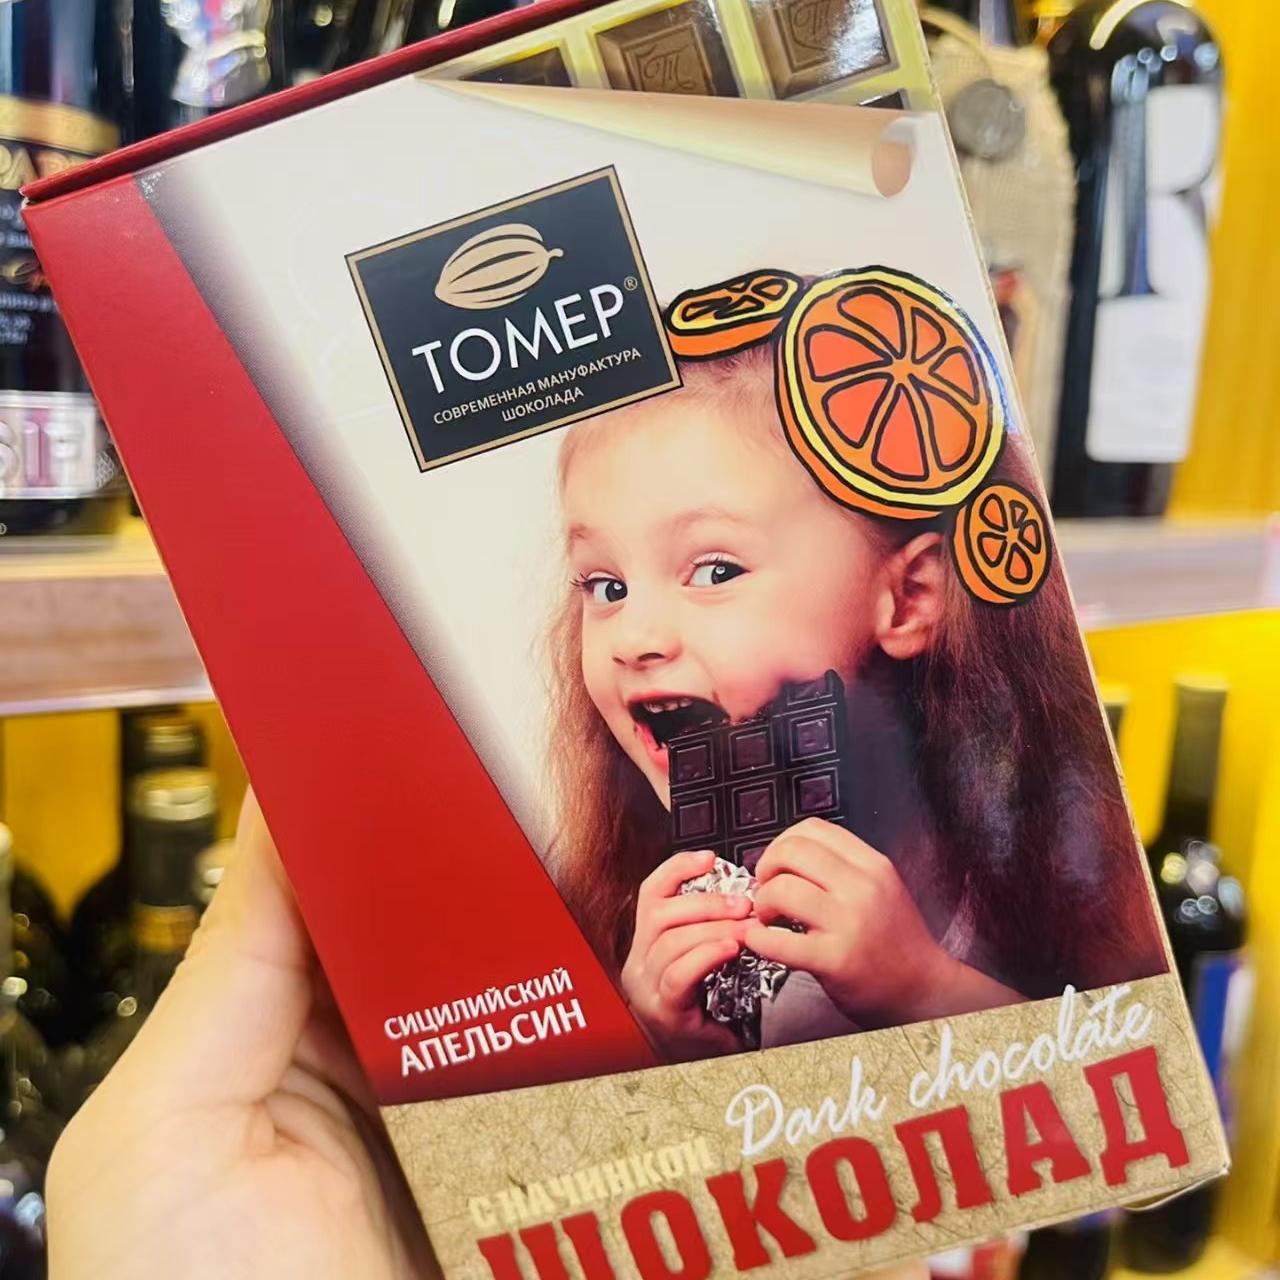 ТОМЕР®
СОВРЕМЕННАЯ МАНУФАКТУРА
ШОКОЛАДА
СИЦИЛИЙСКИЙ
АПЕЛЬСИН
Dark chocolate
С НАЧИНКОЙ
ШОКОЛАД